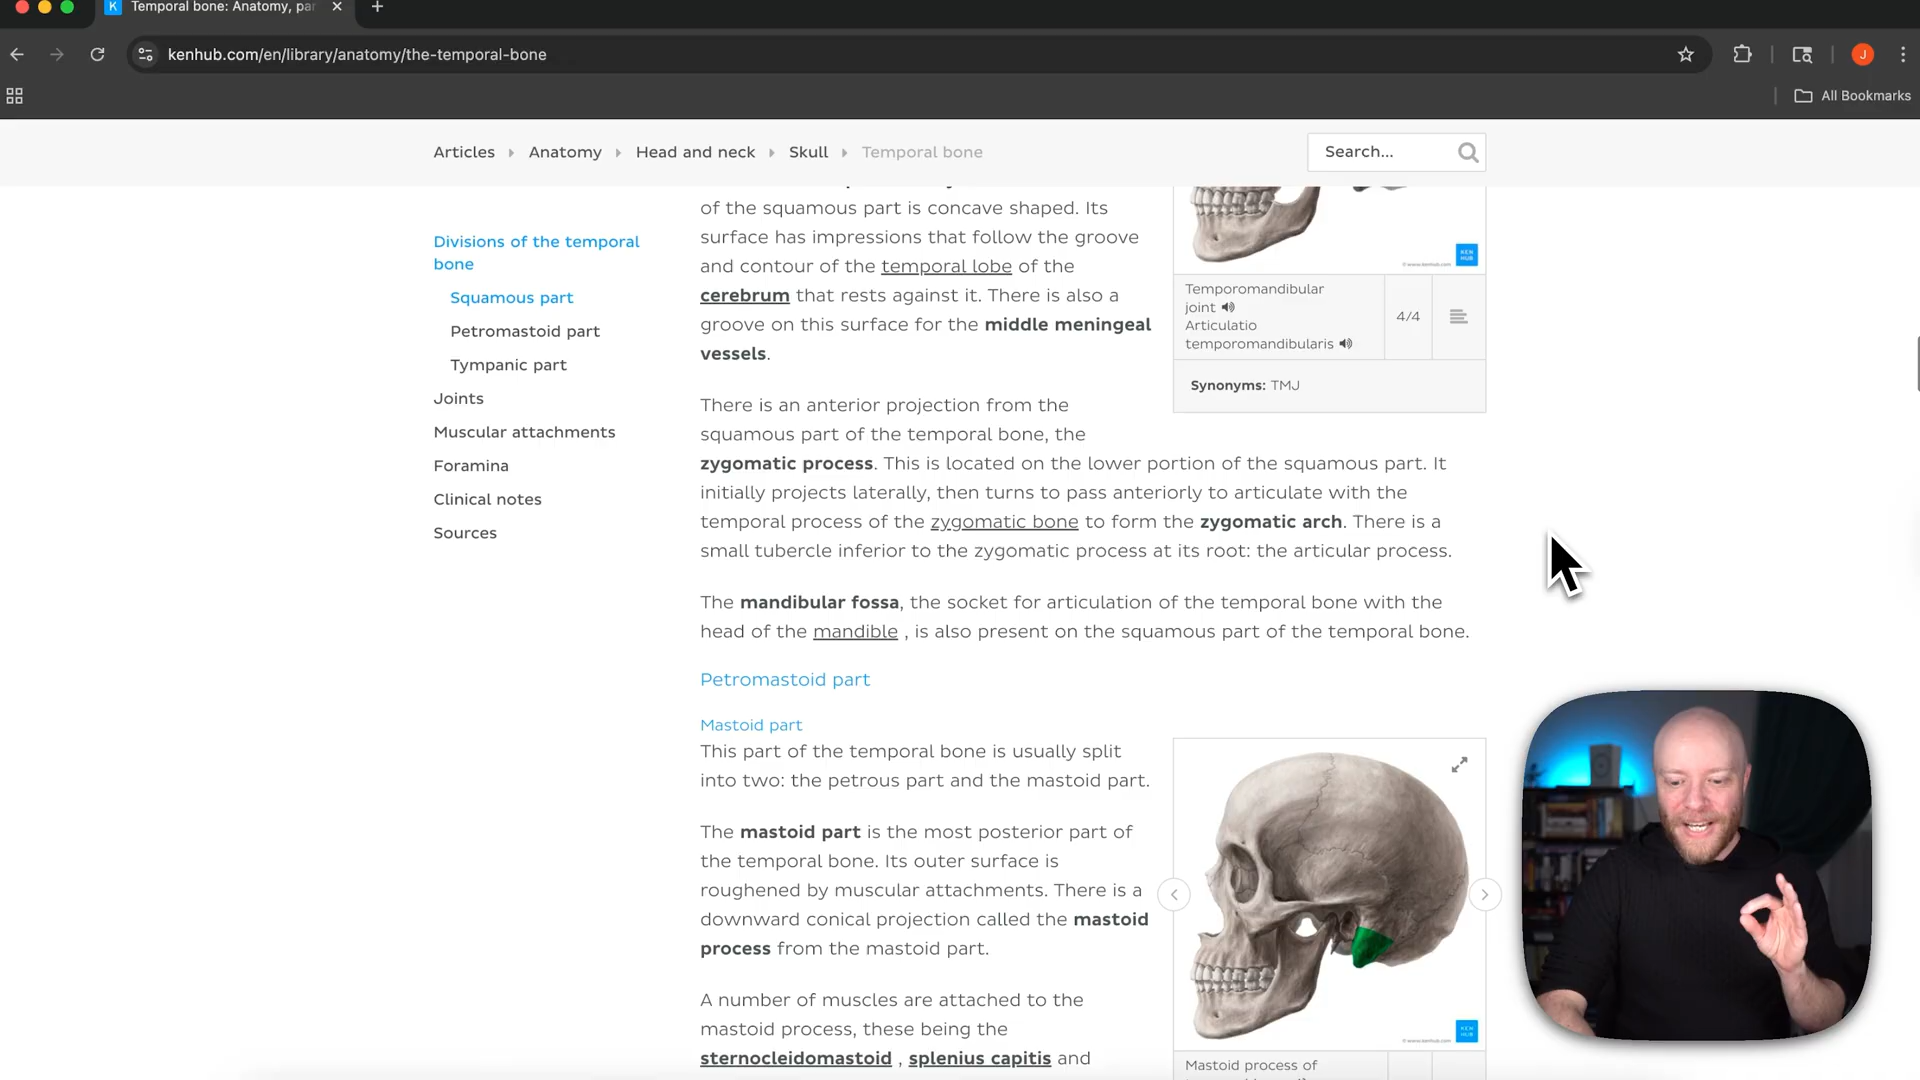 Temporal bone: Anatomy, par
kenhub.com/en/library/anatomy/the-temporal-bone
J
All Bookmarks
Articles
Anatomy
Head and neck
Skull
Temporal bone
Search...
Divisions of the temporal
bone
Squamous part
Petromastoid part
Tympanic part
Joints
Muscular attachments
Foramina
Clinical notes
Sources
of the squamous part is concave shaped. Its
surface has impressions that follow the groove
and contour of the temporal lobe of the
cerebrum that rests against it. There is also a
groove on this surface for the middle meningeal
vessels.
KEN
HUB
© www.kenhub.com
Temporomandibular
joint
Articulatio
temporomandibularis
4/4
Synonyms: TMJ
There is an anterior projection from the
squamous part of the temporal bone, the
zygomatic process. This is located on the lower portion of the squamous part. It
initially projects laterally, then turns to pass anteriorly to articulate with the
temporal process of the zygomatic bone to form the zygomatic arch. There is a
small tubercle inferior to the zygomatic process at its root: the articular process.
The mandibular fossa, the socket for articulation of the temporal bone with the
head of the mandible , is also present on the squamous part of the temporal bone.
Petromastoid part
Mastoid part
This part of the temporal bone is usually split
into two: the petrous part and the mastoid part.
The mastoid part is the most posterior part of
the temporal bone. Its outer surface is
roughened by muscular attachments. There is a
downward conical projection called the mastoid
process from the mastoid part.
A number of muscles are attached to the
mastoid process, these being the
sternocleidomastoid , splenius capitis and
KEN
HUB
© www.kenhub.com
Mastoid process of